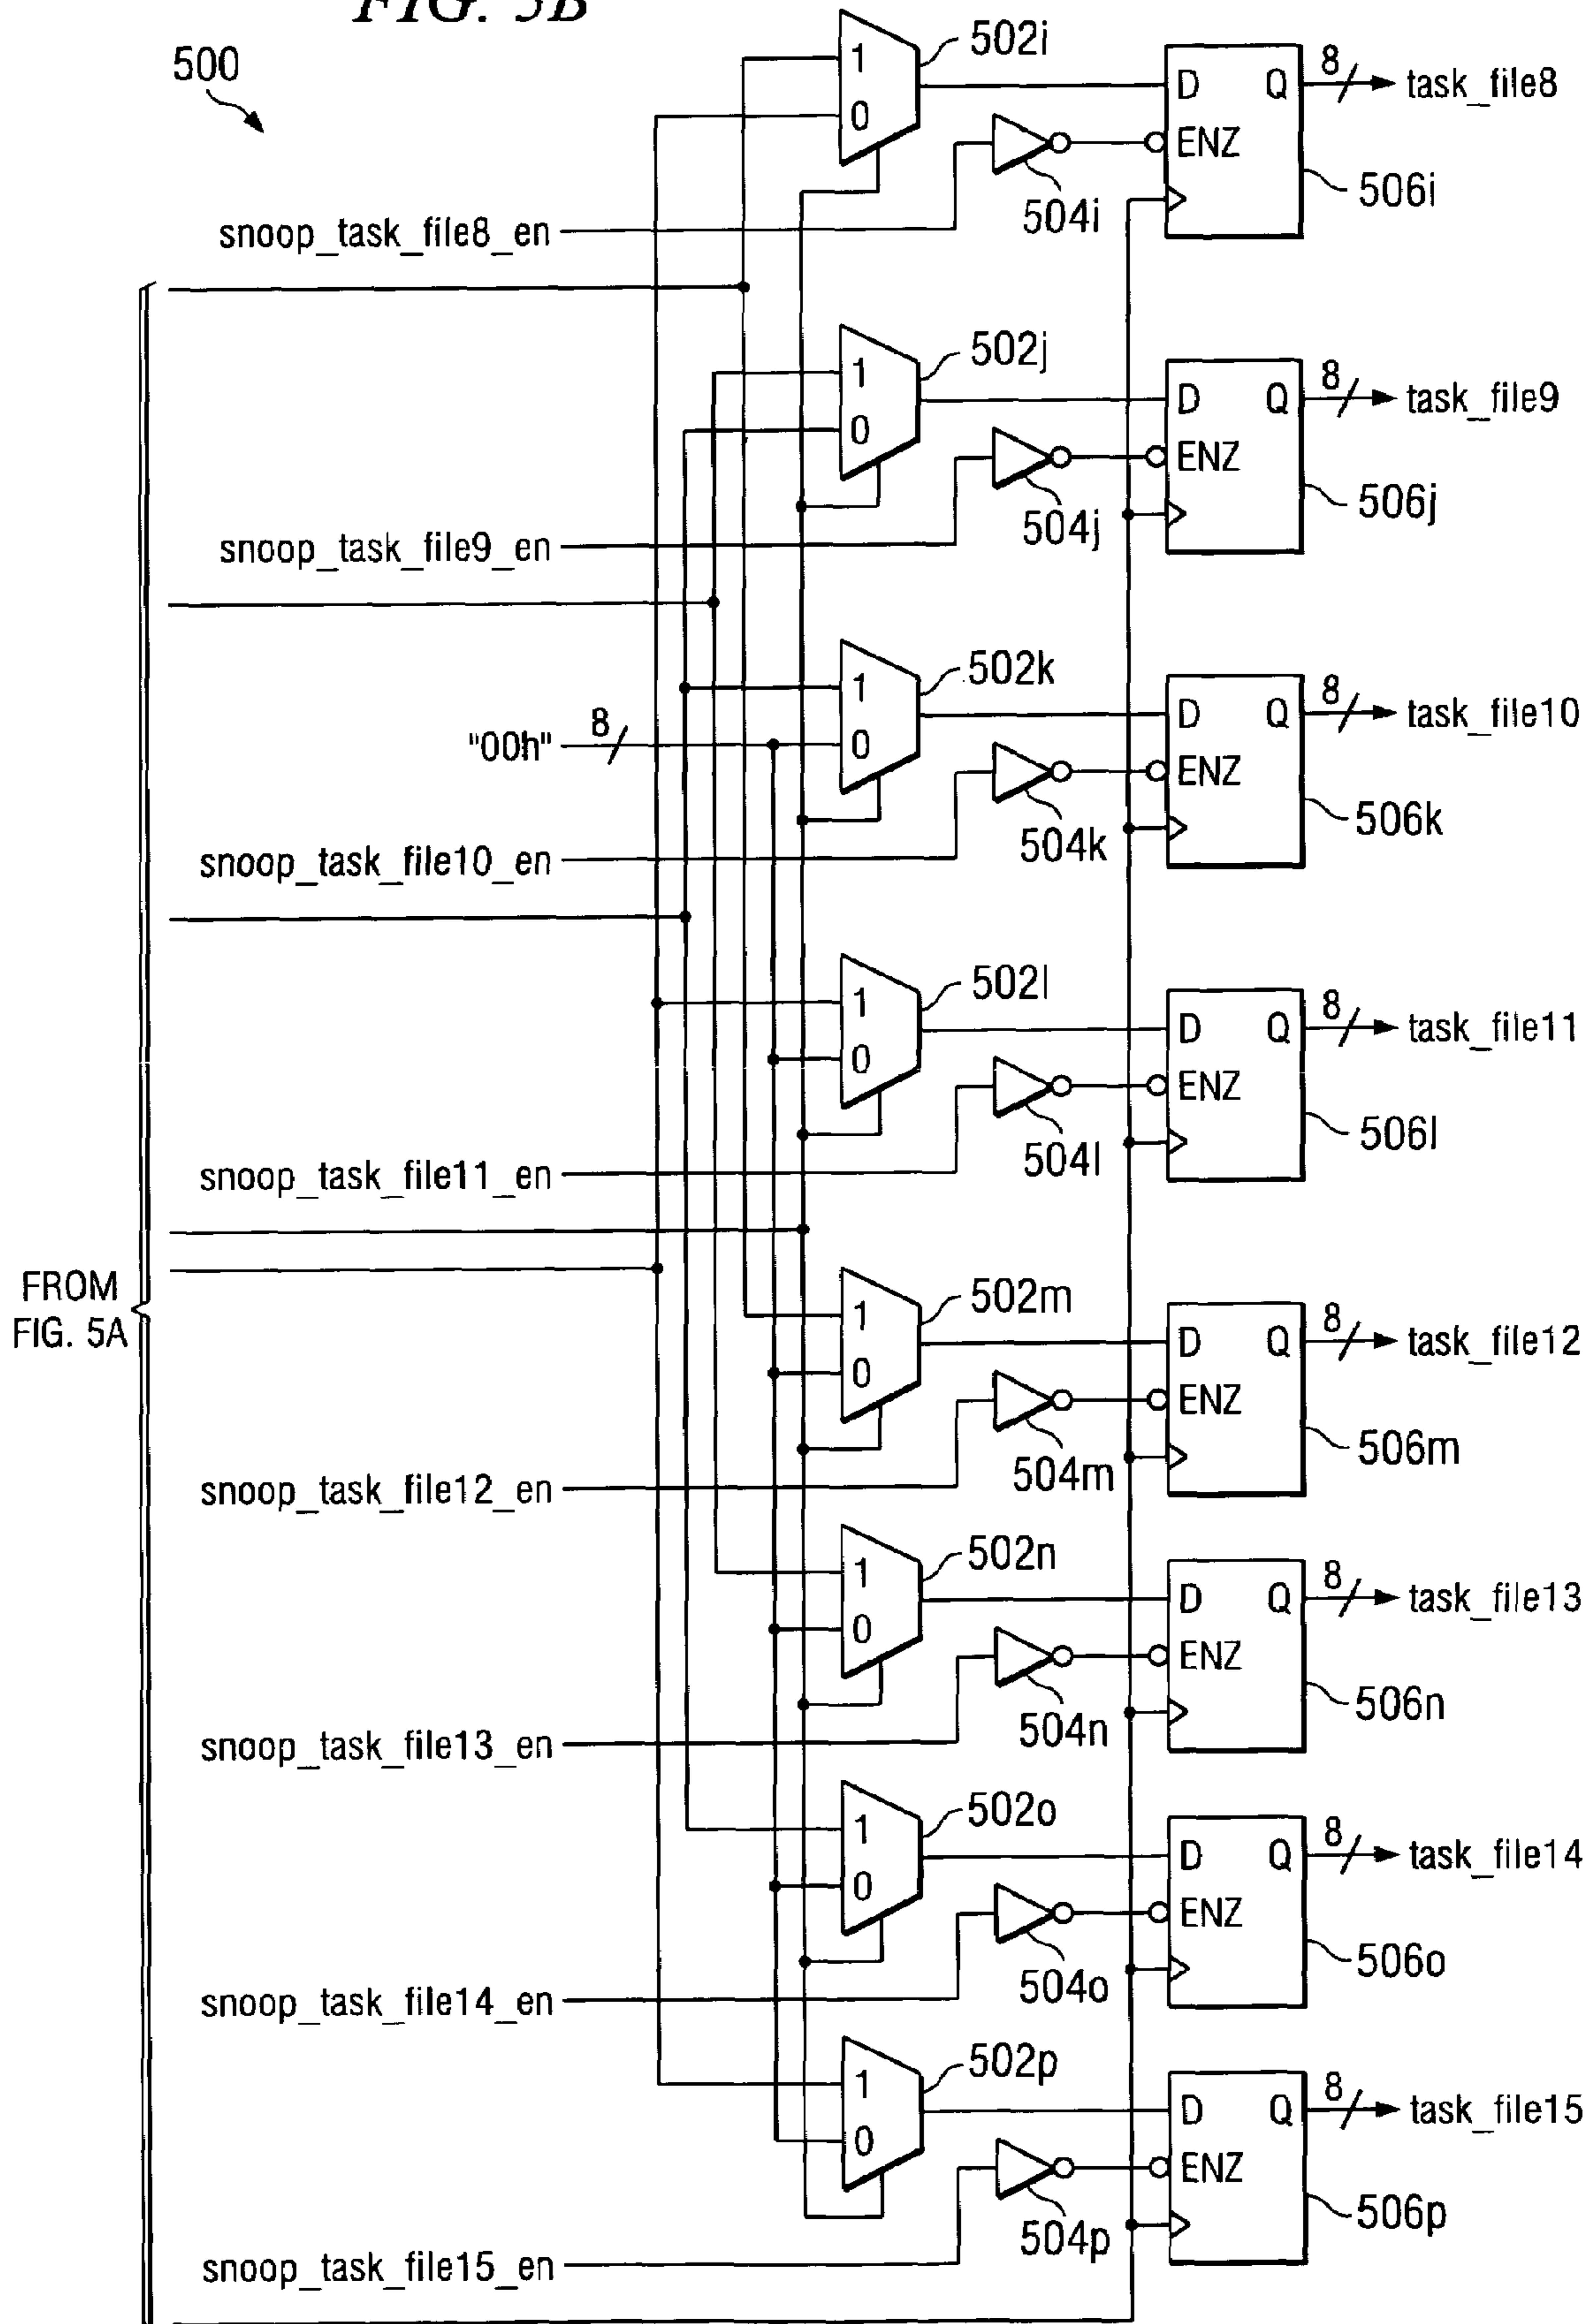 FIG. 5B
500
502i
1
0
D Q
8
task_file8
ENZ
504i
506i
snoop_task_file8_en
502j
1
0
D Q
8
task_file9
ENZ
504j
506j
snoop_task_file9_en
502k
1
0
"00h"
8
D Q
8
task_file10
ENZ
504k
506k
snoop_task_file10_en
502l
1
0
D Q
8
task_file11
ENZ
504l
506l
snoop_task_file11_en
FROM
FIG. 5A
502m
1
0
D Q
8
task_file12
ENZ
504m
506m
snoop_task_file12_en
502n
1
0
D Q
8
task_file13
ENZ
504n
506n
snoop_task_file13_en
502o
1
0
D Q
8
task_file14
ENZ
504o
506o
snoop_task_file14_en
502p
1
0
D Q
8
task_file15
ENZ
504p
506p
snoop_task_file15_en